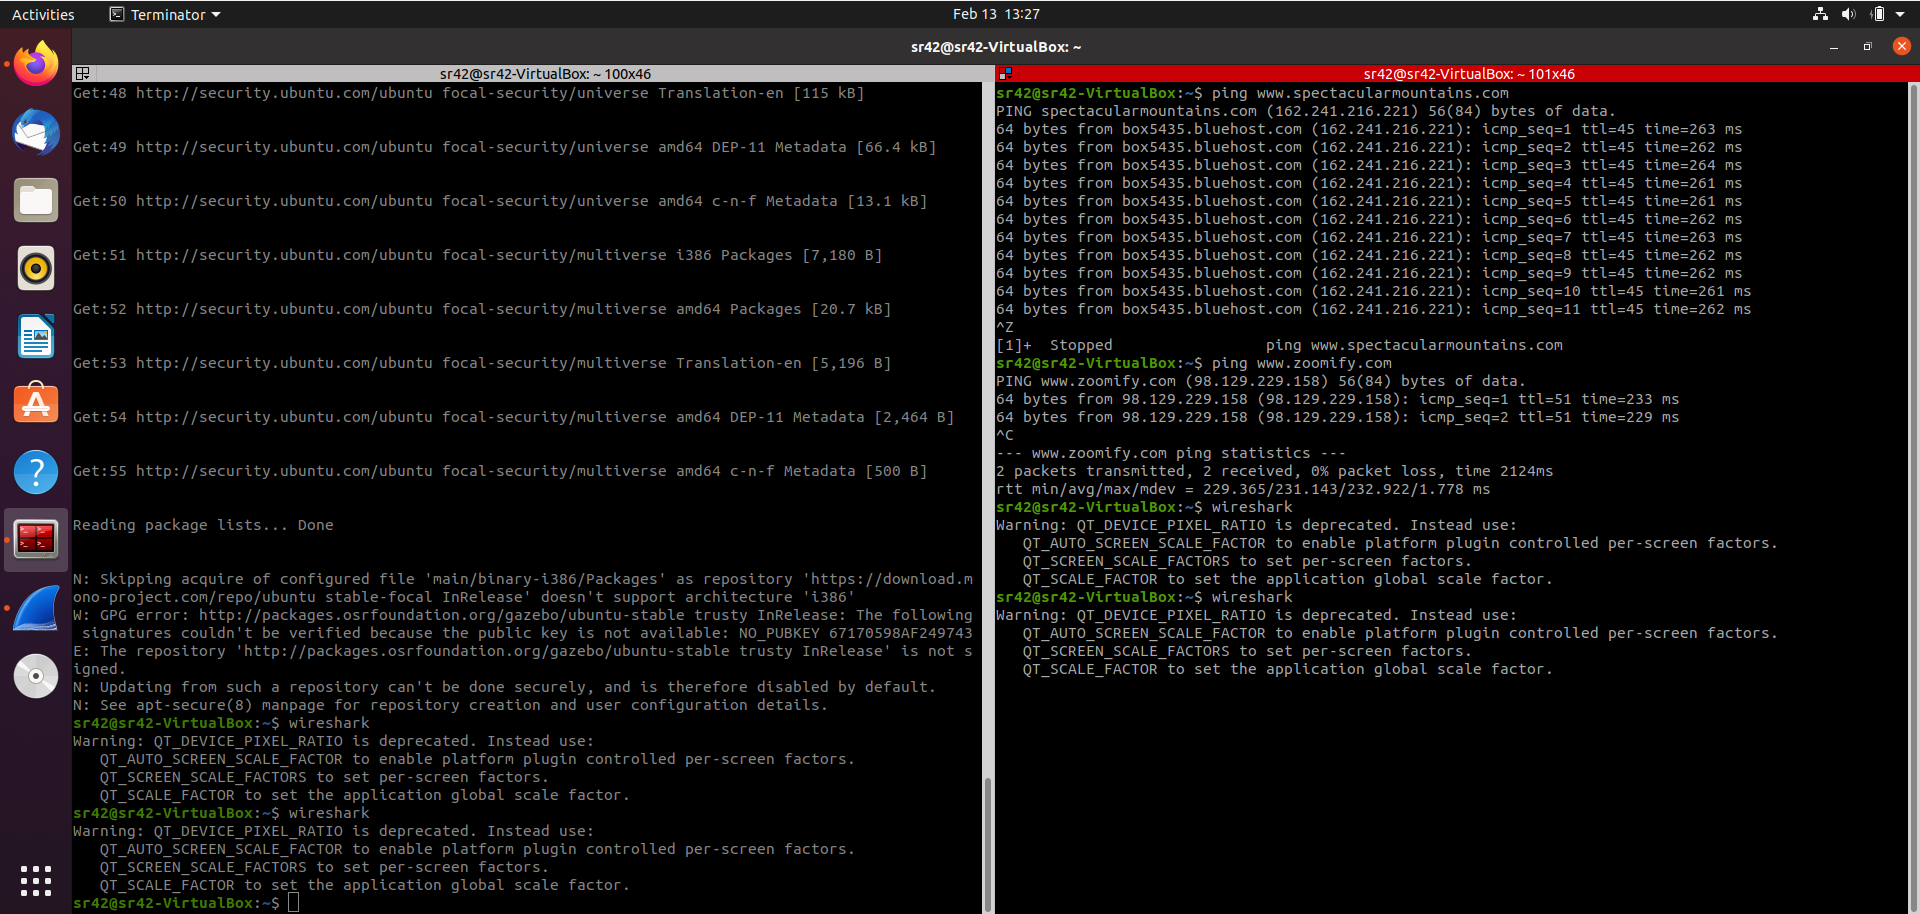 Activities
Terminator
Feb 13 13:27
sr42@sr42-VirtualBox: ~
sr42@sr42-VirtualBox: ~ 100x46
Get:48 http://security.ubuntu.com/ubuntu focal-security/universe Translation-en [115 kB]
Get:49 http://security.ubuntu.com/ubuntu focal-security/universe amd64 DEP-11 Metadata [66.4 kB]
Get:50 http://security.ubuntu.com/ubuntu focal-security/universe amd64 c-n-f Metadata [13.1 kB]
Get:51 http://security.ubuntu.com/ubuntu focal-security/multiverse i386 Packages [7,180 B]
Get:52 http://security.ubuntu.com/ubuntu focal-security/multiverse amd64 Packages [20.7 kB]
Get:53 http://security.ubuntu.com/ubuntu focal-security/multiverse Translation-en [5,196 B]
Get:54 http://security.ubuntu.com/ubuntu focal-security/multiverse amd64 DEP-11 Metadata [2,464 B]
Get:55 http://security.ubuntu.com/ubuntu focal-security/multiverse amd64 c-n-f Metadata [500 B]
Reading package lists... Done
N: Skipping acquire of configured file 'main/binary-i386/Packages' as repository 'https://download.m
ono-project.com/repo/ubuntu stable-focal InRelease' doesn't support architecture 'i386'
W: GPG error: http://packages.osrfoundation.org/gazebo/ubuntu-stable trusty InRelease: The following
 signatures couldn't be verified because the public key is not available: NO_PUBKEY 67170598AF249743
E: The repository 'http://packages.osrfoundation.org/gazebo/ubuntu-stable trusty InRelease' is not s
igned.
N: Updating from such a repository can't be done securely, and is therefore disabled by default.
N: See apt-secure(8) manpage for repository creation and user configuration details.
sr42@sr42-VirtualBox:~$ wireshark
Warning: QT_DEVICE_PIXEL_RATIO is deprecated. Instead use:
   QT_AUTO_SCREEN_SCALE_FACTOR to enable platform plugin controlled per-screen factors.
   QT_SCREEN_SCALE_FACTORS to set per-screen factors.
   QT_SCALE_FACTOR to set the application global scale factor.
sr42@sr42-VirtualBox:~$ wireshark
Warning: QT_DEVICE_PIXEL_RATIO is deprecated. Instead use:
   QT_AUTO_SCREEN_SCALE_FACTOR to enable platform plugin controlled per-screen factors.
   QT_SCREEN_SCALE_FACTORS to set per-screen factors.
   QT_SCALE_FACTOR to set the application global scale factor.
sr42@sr42-VirtualBox:~$
sr42@sr42-VirtualBox: ~ 101x46
sr42@sr42-VirtualBox:~$ ping www.spectacularmountains.com
PING spectacularmountains.com (162.241.216.221) 56(84) bytes of data.
64 bytes from box5435.bluehost.com (162.241.216.221): icmp_seq=1 ttl=45 time=263 ms
64 bytes from box5435.bluehost.com (162.241.216.221): icmp_seq=2 ttl=45 time=262 ms
64 bytes from box5435.bluehost.com (162.241.216.221): icmp_seq=3 ttl=45 time=264 ms
64 bytes from box5435.bluehost.com (162.241.216.221): icmp_seq=4 ttl=45 time=261 ms
64 bytes from box5435.bluehost.com (162.241.216.221): icmp_seq=5 ttl=45 time=261 ms
64 bytes from box5435.bluehost.com (162.241.216.221): icmp_seq=6 ttl=45 time=262 ms
64 bytes from box5435.bluehost.com (162.241.216.221): icmp_seq=7 ttl=45 time=263 ms
64 bytes from box5435.bluehost.com (162.241.216.221): icmp_seq=8 ttl=45 time=262 ms
64 bytes from box5435.bluehost.com (162.241.216.221): icmp_seq=9 ttl=45 time=262 ms
64 bytes from box5435.bluehost.com (162.241.216.221): icmp_seq=10 ttl=45 time=261 ms
64 bytes from box5435.bluehost.com (162.241.216.221): icmp_seq=11 ttl=45 time=262 ms
^Z
[1]+  Stopped                 ping www.spectacularmountains.com
sr42@sr42-VirtualBox:~$ ping www.zoomify.com
PING www.zoomify.com (98.129.229.158) 56(84) bytes of data.
64 bytes from 98.129.229.158 (98.129.229.158): icmp_seq=1 ttl=51 time=233 ms
64 bytes from 98.129.229.158 (98.129.229.158): icmp_seq=2 ttl=51 time=229 ms
^C
--- www.zoomify.com ping statistics ---
2 packets transmitted, 2 received, 0% packet loss, time 2124ms
rtt min/avg/max/mdev = 229.365/231.143/232.922/1.778 ms
sr42@sr42-VirtualBox:~$ wireshark
Warning: QT_DEVICE_PIXEL_RATIO is deprecated. Instead use:
   QT_AUTO_SCREEN_SCALE_FACTOR to enable platform plugin controlled per-screen factors.
   QT_SCREEN_SCALE_FACTORS to set per-screen factors.
   QT_SCALE_FACTOR to set the application global scale factor.
sr42@sr42-VirtualBox:~$ wireshark
Warning: QT_DEVICE_PIXEL_RATIO is deprecated. Instead use:
   QT_AUTO_SCREEN_SCALE_FACTOR to enable platform plugin controlled per-screen factors.
   QT_SCREEN_SCALE_FACTORS to set per-screen factors.
   QT_SCALE_FACTOR to set the application global scale factor.